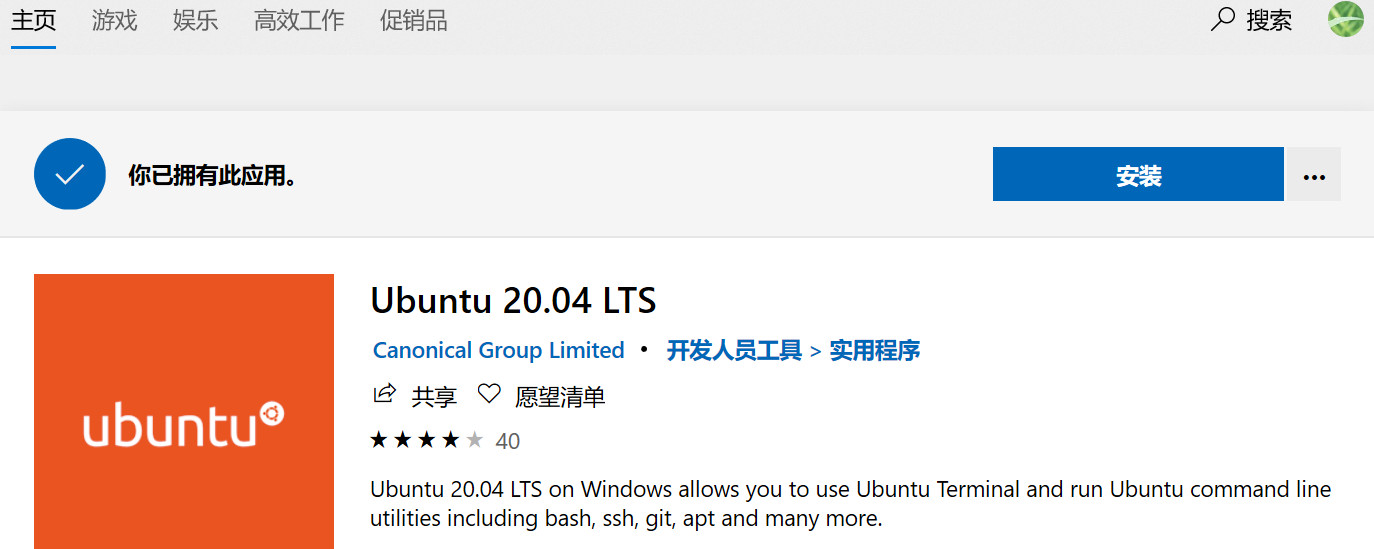 主页 游戏 娱乐 高效工作 促销品 搜索
你已拥有此应用。 安装 ...
Ubuntu 20.04 LTS
Canonical Group Limited • 开发人员工具 > 实用程序
共享 愿望清单
40
ubuntu
Ubuntu 20.04 LTS on Windows allows you to use Ubuntu Terminal and run Ubuntu command line
utilities including bash, ssh, git, apt and many more.